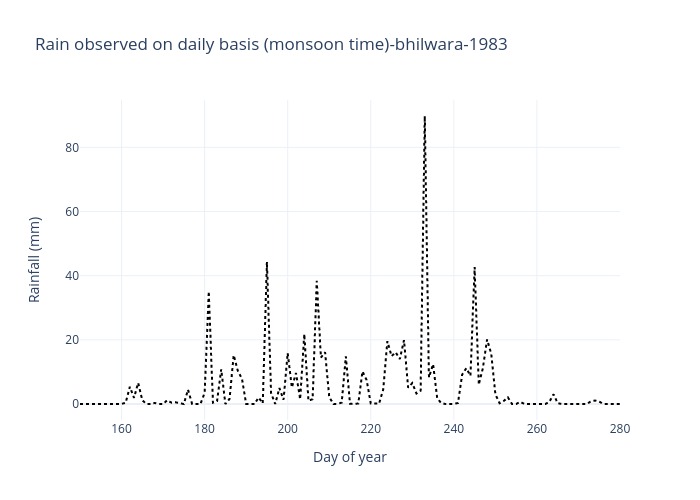 Rain observed on daily basis (monsoon time)-bhilwara-1983
80
60
40
20
0
Rainfall (mm)
160 180 200 220 240 260 280
Day of year